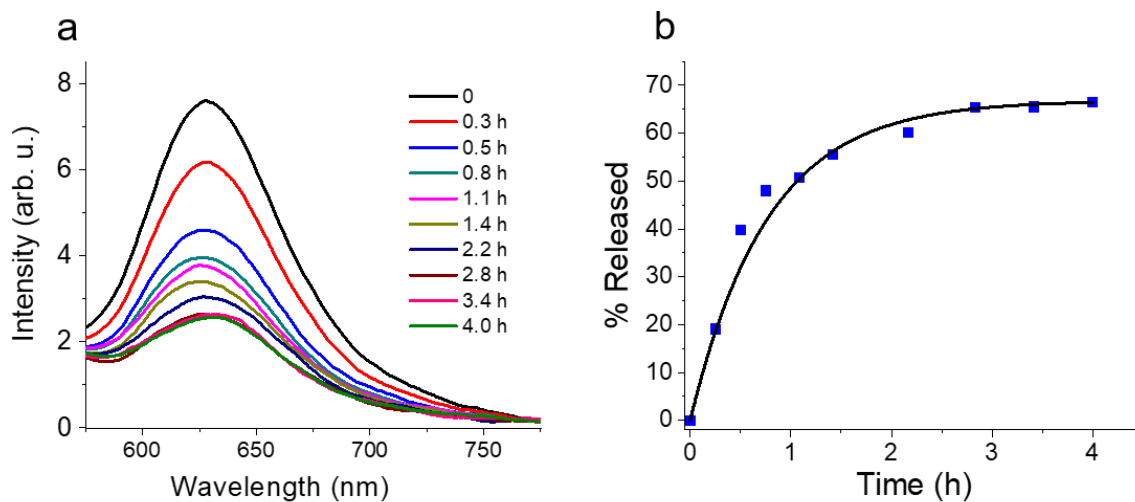 a
Intensity (arb. u.)
8
6
4
2
0
600
650
700
750
Wavelength (nm)
0
0.3 h
0.5 h
0.8 h
1.1 h
1.4 h
2.2 h
2.8 h
3.4 h
4.0 h
b
% Released
70
60
50
40
30
20
10
0
0
1
2
3
4
Time (h)